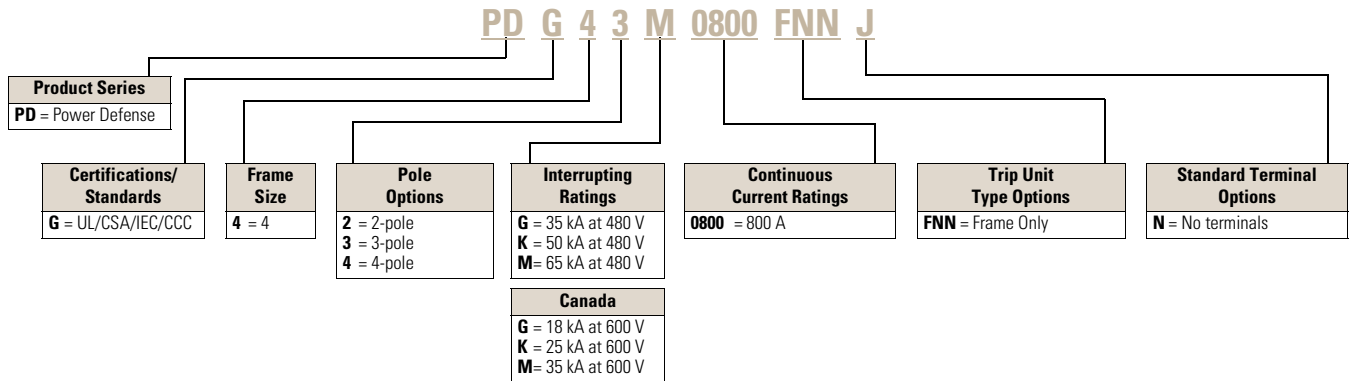 PD G 4 3 M 0800 FNN J
Product Series
PD = Power Defense
Certifications/
Standards
G = UL/CSA/IEC/CCC
Frame
Size
4 = 4
Pole
Options
2 = 2-pole
3 = 3-pole
4 = 4-pole
Interrupting
Ratings
G = 35 kA at 480 V
K = 50 kA at 480 V
M= 65 kA at 480 V
Canada
G = 18 kA at 600 V
K = 25 kA at 600 V
M= 35 kA at 600 V
Continuous
Current Ratings
0800 = 800 A
Trip Unit
Type Options
FNN = Frame Only
Standard Terminal
Options
N = No terminals